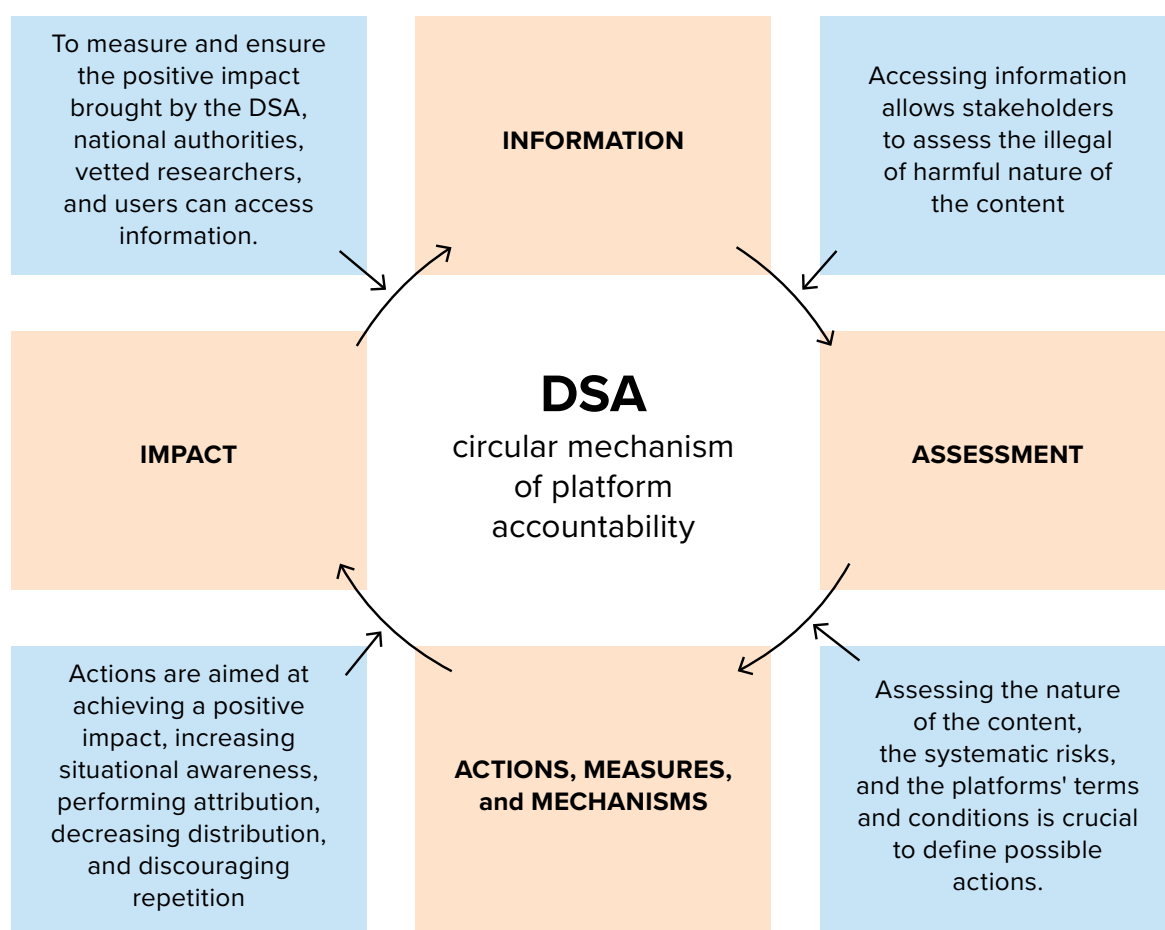 To measure and ensure
the positive impact
brought by the DSA,
national authorities,
vetted researchers,
and users can access
information.
INFORMATION
Accessing information
allows stakeholders
to assess the illegal
of harmful nature of
the content
IMPACT
DSA
circular mechanism
of platform
accountability
ASSESSMENT
Actions are aimed at
achieving a positive
impact, increasing
situational awareness,
performing attribution,
decreasing distribution,
and discouraging
repetition
ACTIONS, MEASURES,
and MECHANISMS
Assessing the nature
of the content,
the systematic risks,
and the platforms' terms
and conditions is crucial
to define possible
actions.